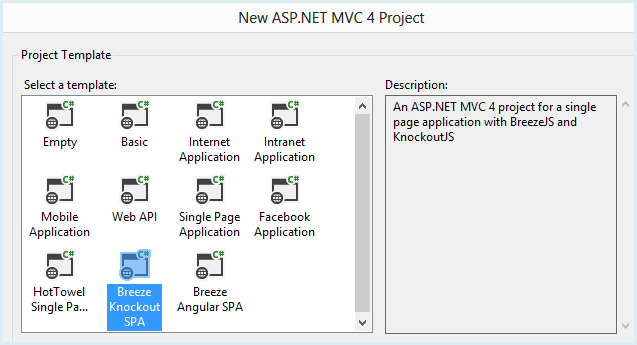 New ASP.NET MVC 4 Project
Project Template
Select a template:
Description:
C# C# C# C#
Empty Basic Internet Application Intranet Application
C# C# C# C#
Mobile Application Web API Single Page Application Facebook Application
C# C# C#
HotTowel Single Pa... Breeze Knockout SPA Breeze Angular SPA
An ASP.NET MVC 4 project for a single
page application with BreezeJS and
KnockoutJS